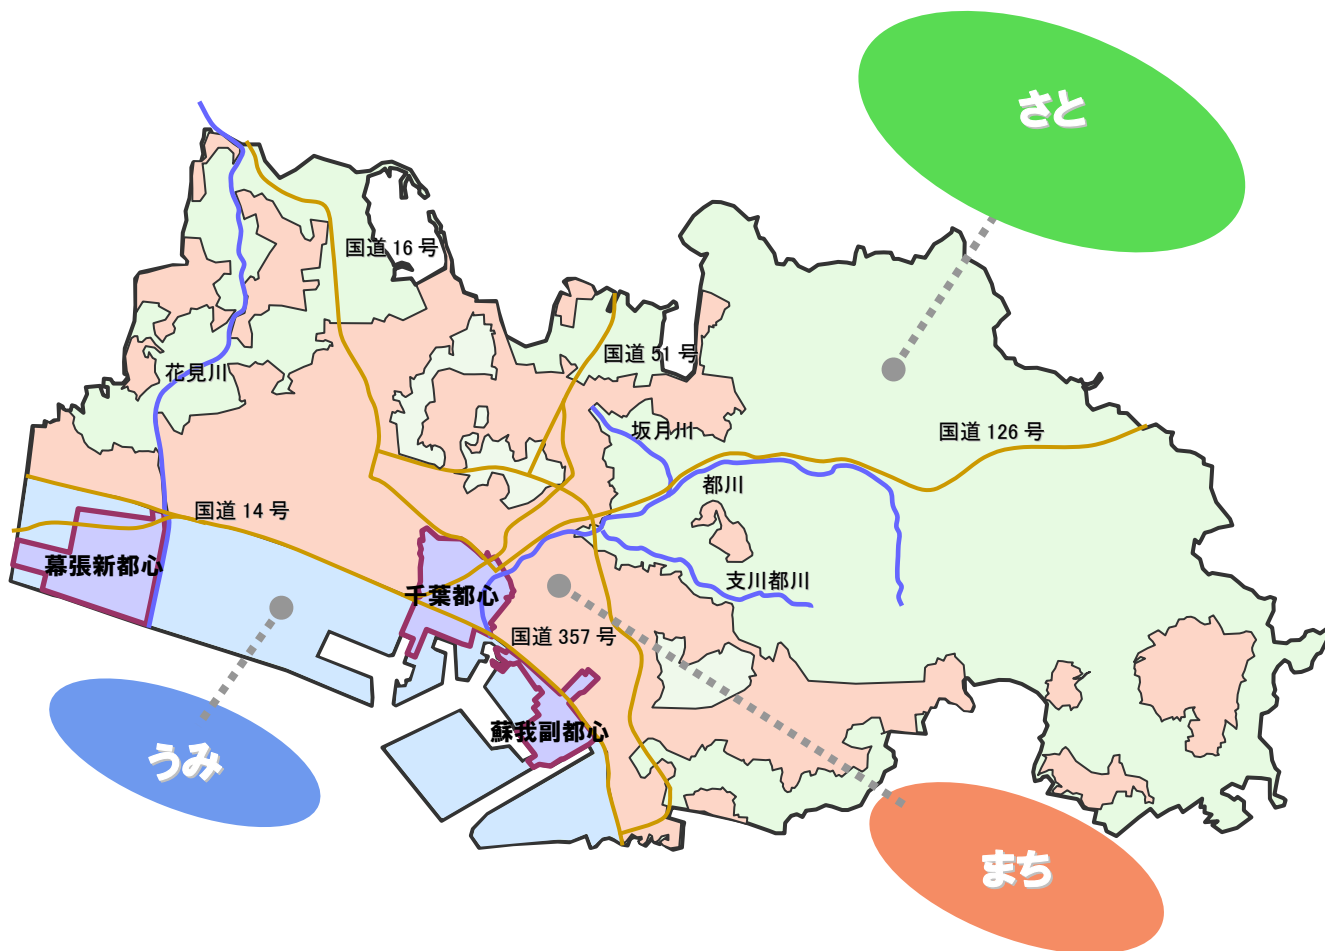 さと
国道 16 号
国道 51 号
花見川
坂月川
国道 126 号
都川
国道 14 号
幕張新都心
千葉都心
支川都川
国道 357 号
蘇我副都心
うみ
まち